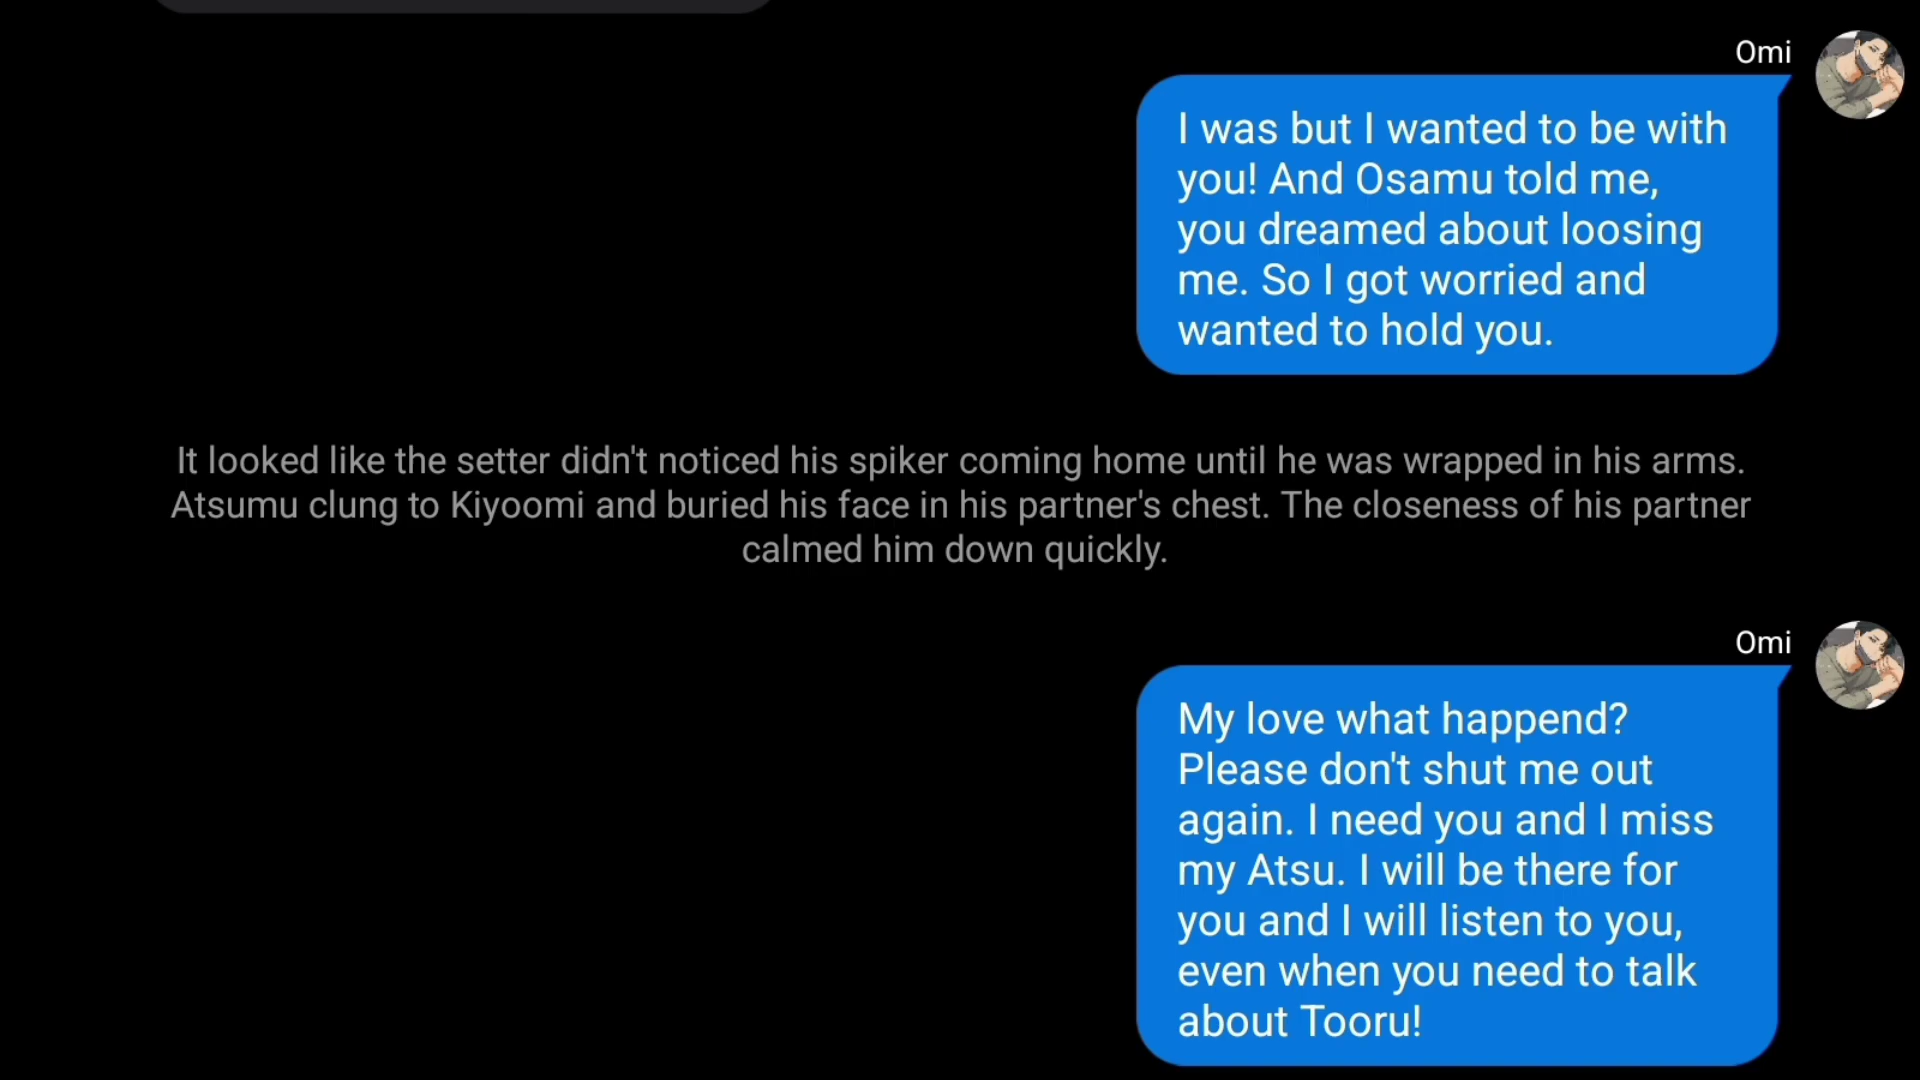 Omi
I was but I wanted to be with
you! And Osamu told me,
you dreamed about loosing
me. So I got worried and
wanted to hold you.
It looked like the setter didn't noticed his spiker coming home until he was wrapped in his arms.
Atsumu clung to Kiyoomi and buried his face in his partner's chest. The closeness of his partner
calmed him down quickly.
Omi
My love what happend?
Please don't shut me out
again. I need you and I miss
my Atsu. I will be there for
you and I will listen to you,
even when you need to talk
about Tooru!